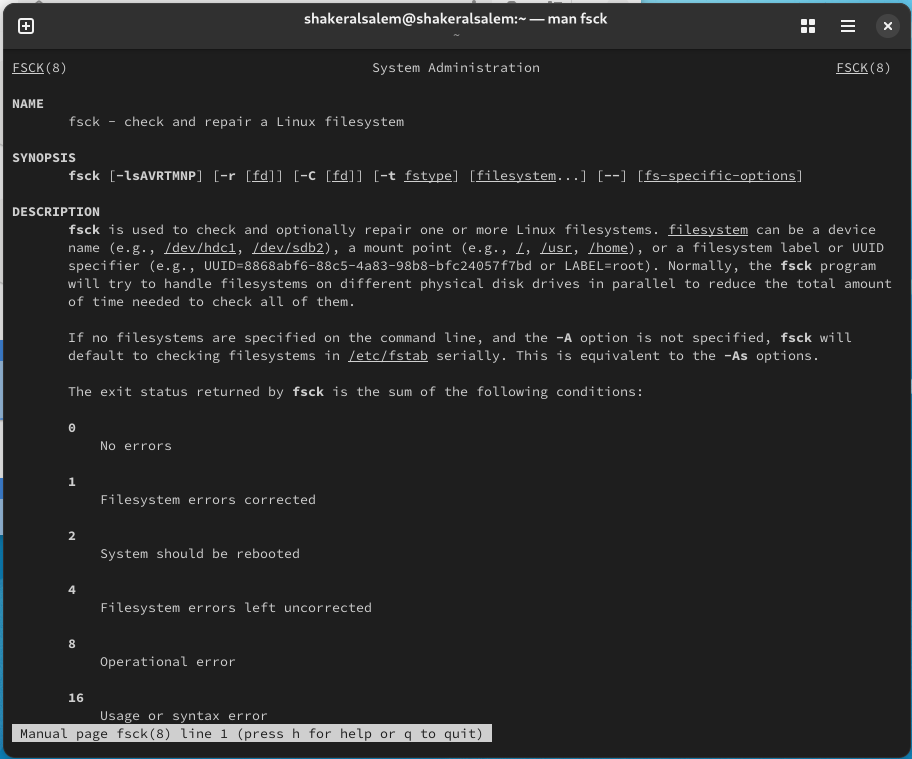 shakeralsalem@shakeralsalem:~ — man fsck
~
FSCK(8) System Administration FSCK(8)
NAME
fsck - check and repair a Linux filesystem
SYNOPSIS
fsck [-lsAVRTMNP] [-r [fd]] [-C [fd]] [-t fstype] [filesystem...] [--] [fs-specific-options]
DESCRIPTION
fsck is used to check and optionally repair one or more Linux filesystems. filesystem can be a device
name (e.g., /dev/hdc1, /dev/sdb2), a mount point (e.g., /, /usr, /home), or a filesystem label or UUID
specifier (e.g., UUID=8868abf6-88c5-4a83-98b8-bfc24057f7bd or LABEL=root). Normally, the fsck program
will try to handle filesystems on different physical disk drives in parallel to reduce the total amount
of time needed to check all of them.
If no filesystems are specified on the command line, and the -A option is not specified, fsck will
default to checking filesystems in /etc/fstab serially. This is equivalent to the -As options.
The exit status returned by fsck is the sum of the following conditions:
0
No errors
1
Filesystem errors corrected
2
System should be rebooted
4
Filesystem errors left uncorrected
8
Operational error
16
Usage or syntax error
Manual page fsck(8) line 1 (press h for help or q to quit)